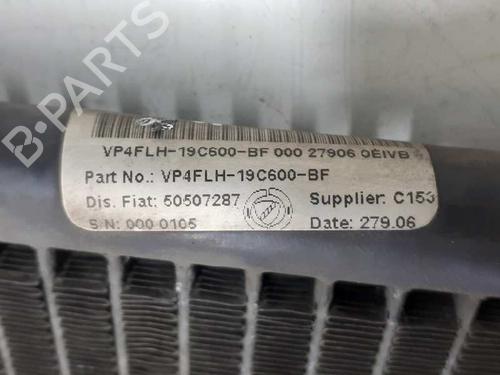 VP4FLH-19C600-BF 000 27906 0EIVB
Part No.: VP4FLH-19C600-BF
Dis. Fiat: 50507287 Supplier: C153
S/N: 000 0105 Date: 279.06
B-PARTS